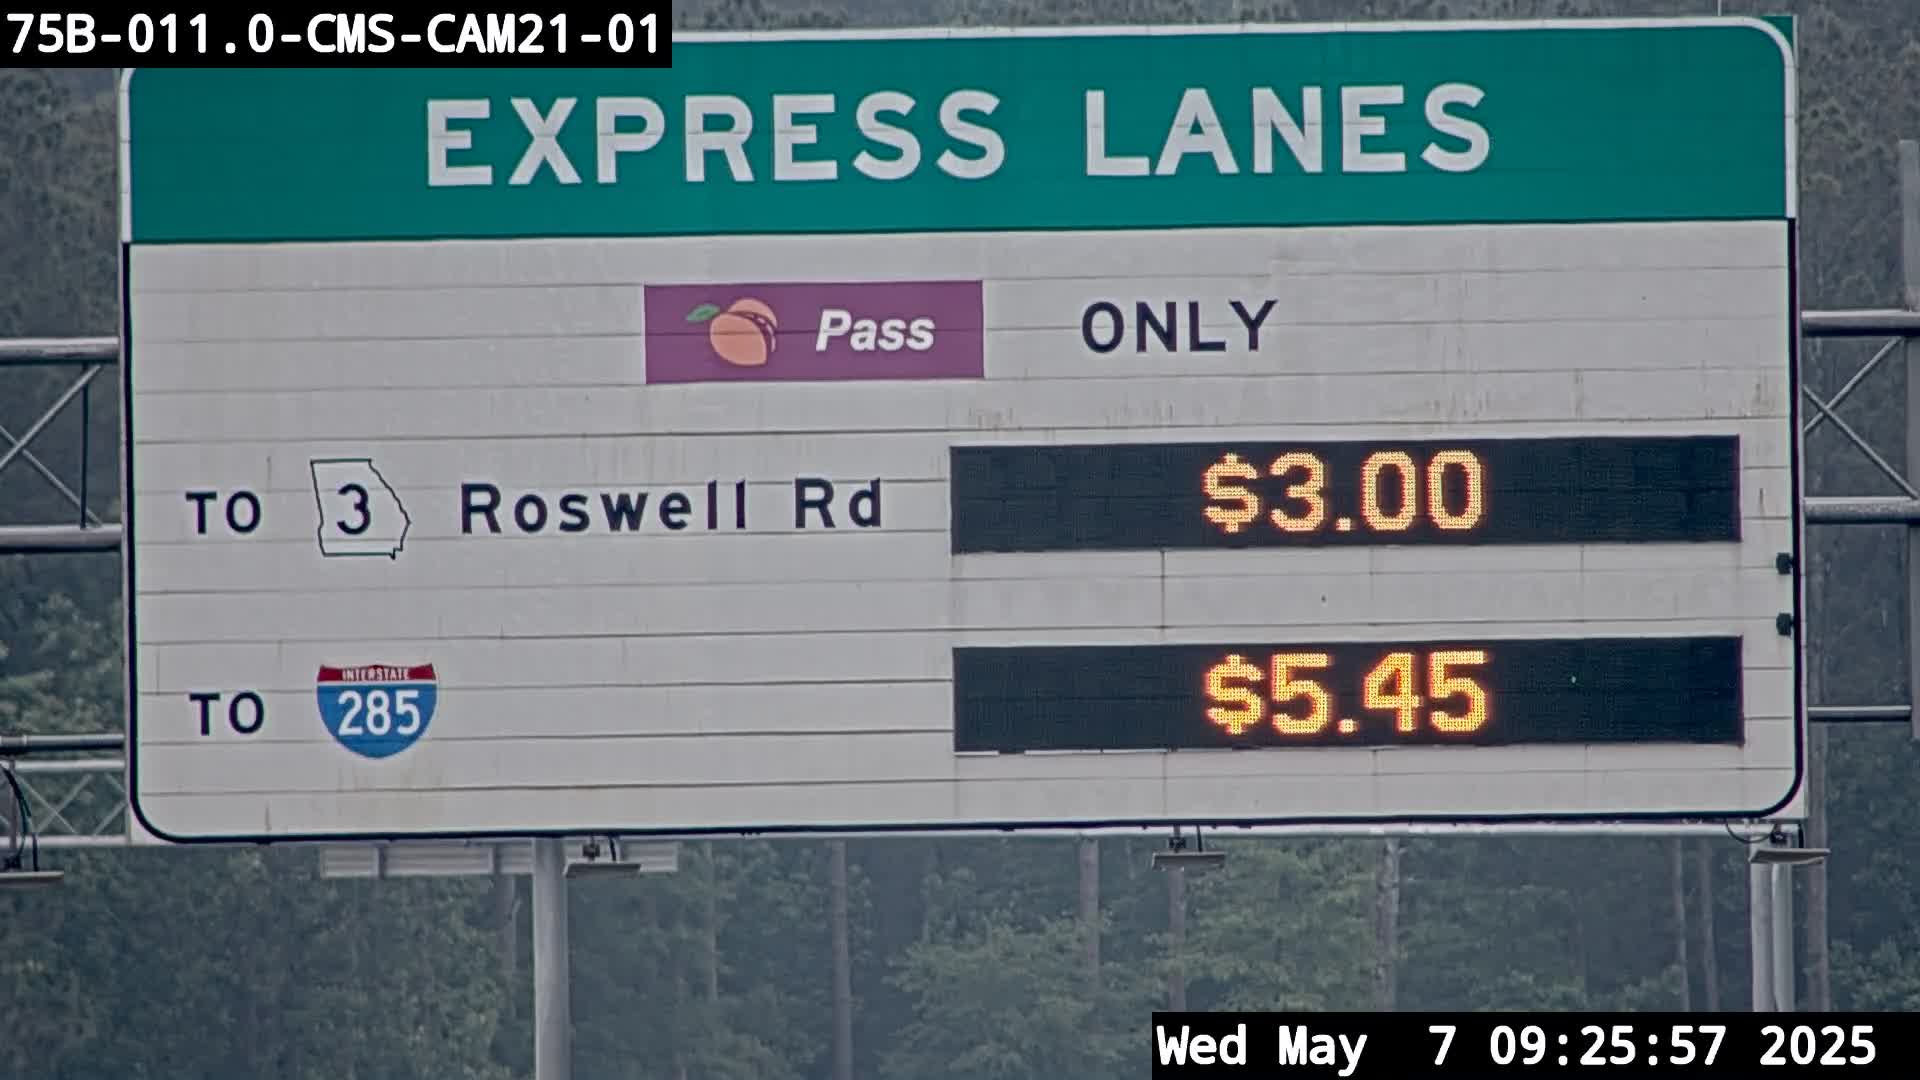 75B-011.0-CMS-CAM21-01
EXPRESS LANES
Pass ONLY
TO 3 Roswell Rd $3.00
TO INTERSTATE 285 $5.45
Wed May 7 09:25:57 2025